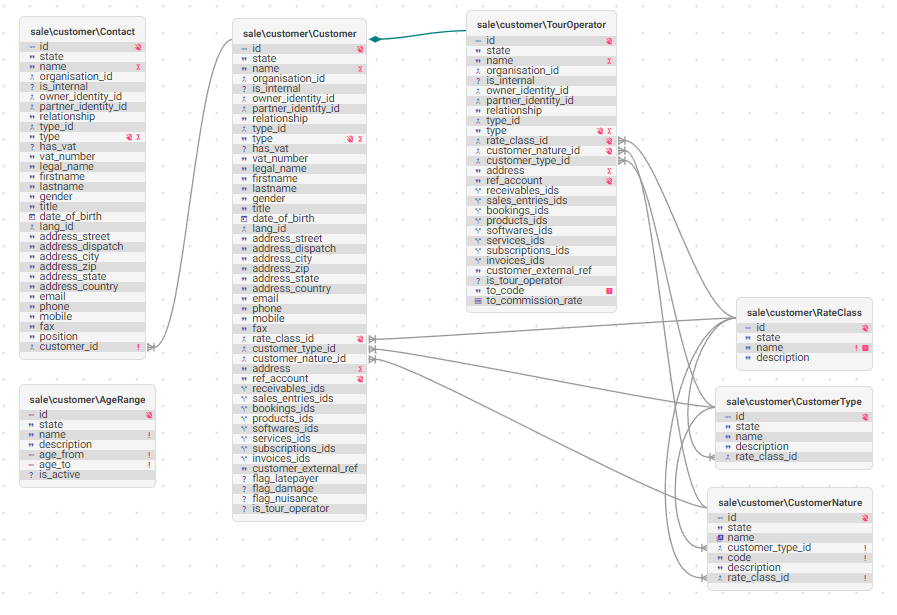 sale\customer\Contact
id
state
name
organisation_id
is_internal
owner_identity_id
partner_identity_id
relationship
type_id
type
has_vat
vat_number
legal_name
firstname
lastname
gender
title
date_of_birth
lang_id
address_street
address_dispatch
address_city
address_zip
address_state
address_country
email
phone
mobile
fax
position
customer_id
sale\customer\AgeRange
id
state
name
description
age_from
age_to
is_active
sale\customer\Customer
id
state
name
organisation_id
is_internal
owner_identity_id
partner_identity_id
relationship
type_id
type
has_vat
vat_number
legal_name
firstname
lastname
gender
title
date_of_birth
lang_id
address_street
address_dispatch
address_city
address_zip
address_state
address_country
email
phone
mobile
fax
rate_class_id
customer_type_id
customer_nature_id
address
ref_account
receivables_ids
sales_entries_ids
bookings_ids
products_ids
softwares_ids
services_ids
subscriptions_ids
invoices_ids
customer_external_ref
flag_latepayer
flag_damage
flag_nuisance
is_tour_operator
sale\customer\TourOperator
id
state
name
organisation_id
is_internal
owner_identity_id
partner_identity_id
relationship
type_id
type
rate_class_id
customer_nature_id
customer_type_id
address
ref_account
receivables_ids
sales_entries_ids
bookings_ids
products_ids
softwares_ids
services_ids
subscriptions_ids
invoices_ids
customer_external_ref
is_tour_operator
to_code
to_commission_rate
sale\customer\RateClass
id
state
name
description
sale\customer\CustomerType
id
state
name
description
rate_class_id
sale\customer\CustomerNature
id
state
name
customer_type_id
code
description
rate_class_id